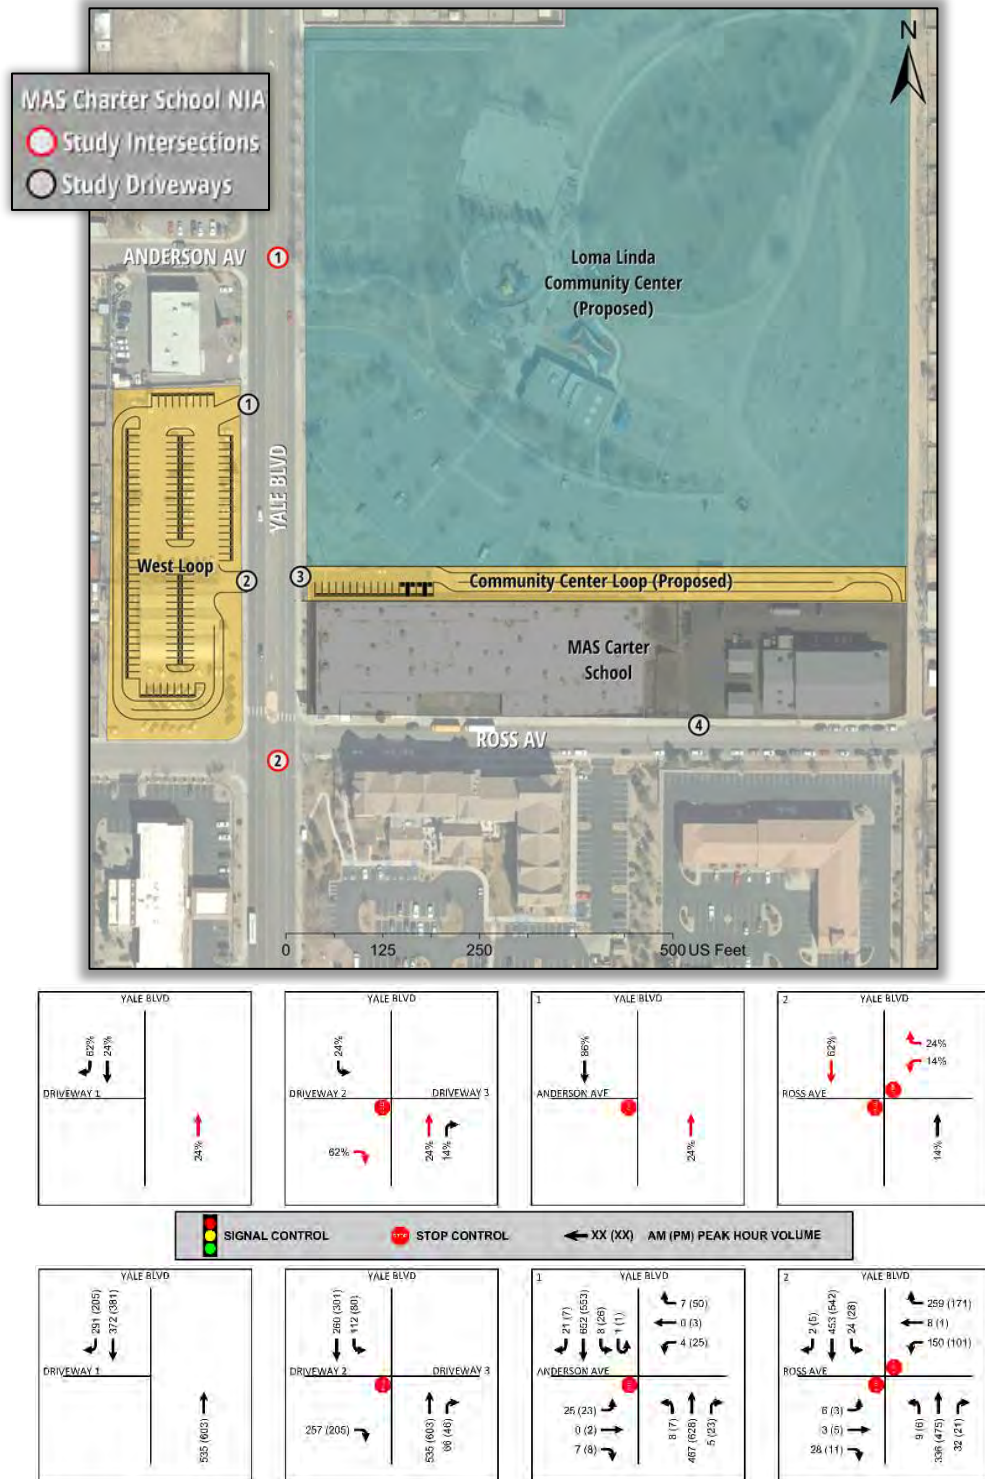 N
MAS Charter School NIA
Study Intersections
Study Driveways
ANDERSON AV
1
Loma Linda
Community Center
(Proposed)
1
YALE BLVD
West Loop
2
3
Community Center Loop (Proposed)
MAS Carter
School
4
ROSS AV
2
0 125 250 500 US Feet
YALE BLVD
62%
24%
DRIVEWAY 1
24%
YALE BLVD
24%
DRIVEWAY 2
DRIVEWAY 3
62%
24%
14%
1
YALE BLVD
86%
ANDERSON AVE
24%
2
YALE BLVD
62%
24%
14%
ROSS AVE
14%
SIGNAL CONTROL
STOP CONTROL
XX (XX) AM (PM) PEAK HOUR VOLUME
YALE BLVD
291 (205)
372 (381)
DRIVEWAY 1
535 (603)
YALE BLVD
260 (301)
112 (80)
DRIVEWAY 2
DRIVEWAY 3
257 (205)
535 (603)
66 (46)
1
YALE BLVD
21 (7)
652 (553)
8 (26)
1 (1)
7 (50)
0 (3)
4 (25)
ANDERSON AVE
25 (23)
0 (2)
7 (8)
8 (7)
467 (628)
5 (23)
2
YALE BLVD
2 (5)
453 (542)
24 (28)
259 (171)
8 (1)
150 (101)
ROSS AVE
6 (3)
3 (5)
28 (11)
9 (6)
336 (475)
32 (21)